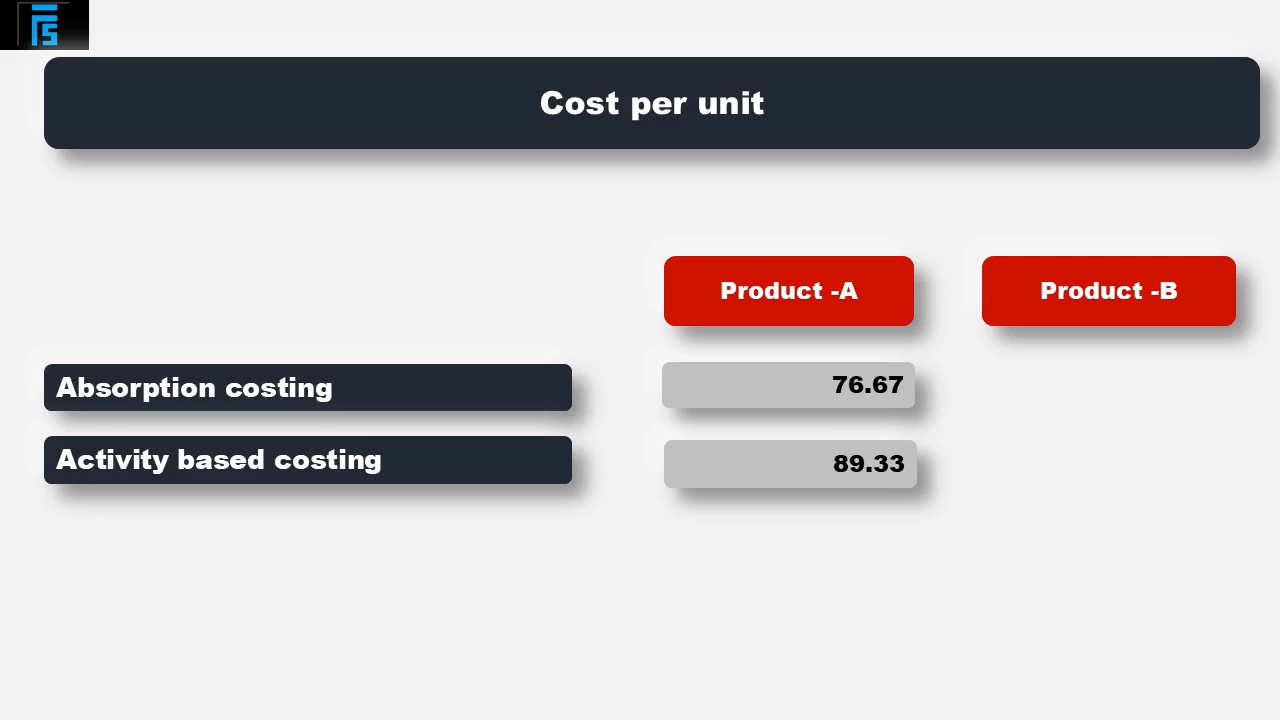 Cost per unit
Product -A
Product -B
Absorption costing
76.67
Activity based costing
89.33